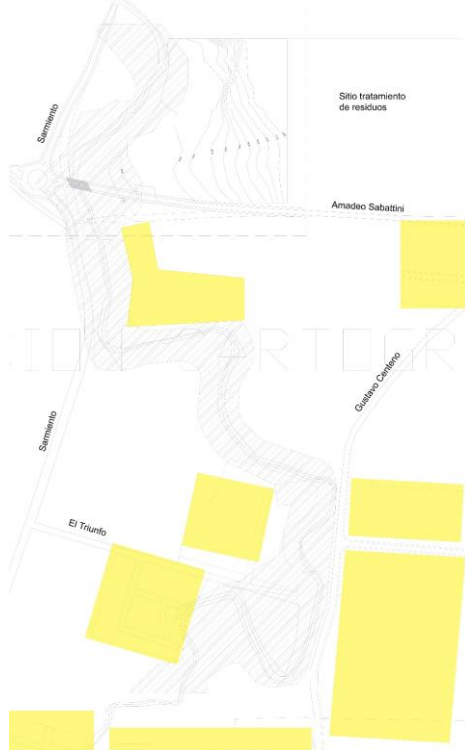 Sarmiento
Sitio tratamiento
de residuos
Amadeo Sabattini
Gustavo Centeno
Sarmiento
El Triunfo